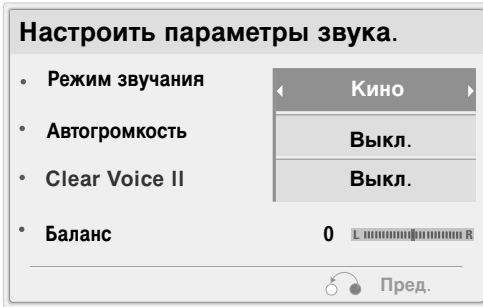 Настроить параметры звука.
• Режим звучания Кино
• Автогромкость Выкл.
• Clear Voice II Выкл.
• Баланс 0 L R
Пред.